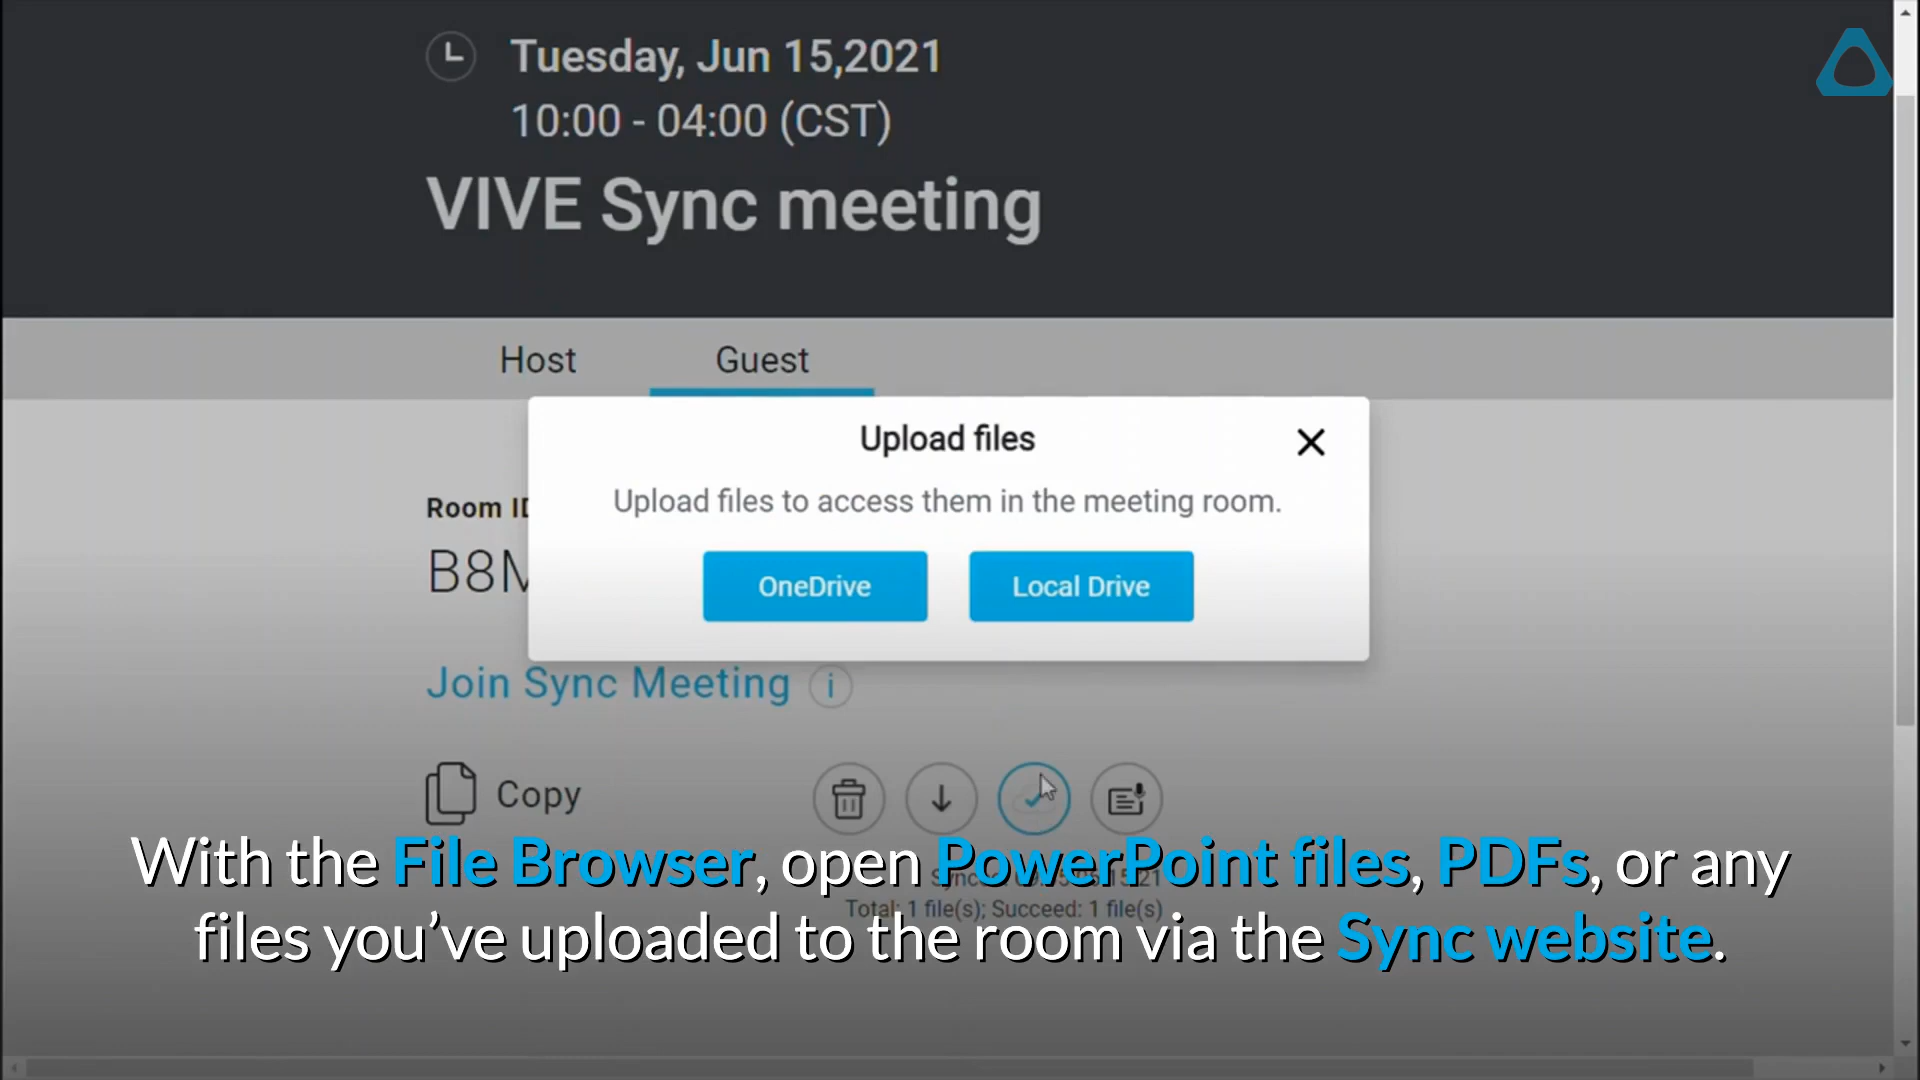 Tuesday, Jun 15,2021
10:00 - 04:00 (CST)
VIVE Sync meeting
Host
Guest
Upload files
Upload files to access them in the meeting room.
OneDrive
Local Drive
Room ID
Join Sync Meeting
i
Copy
Total: 1 file(s); Succeed: 1 file(s)
With the File Browser, open PowerPoint files, PDFs, or any
files you’ve uploaded to the room via the Sync website.